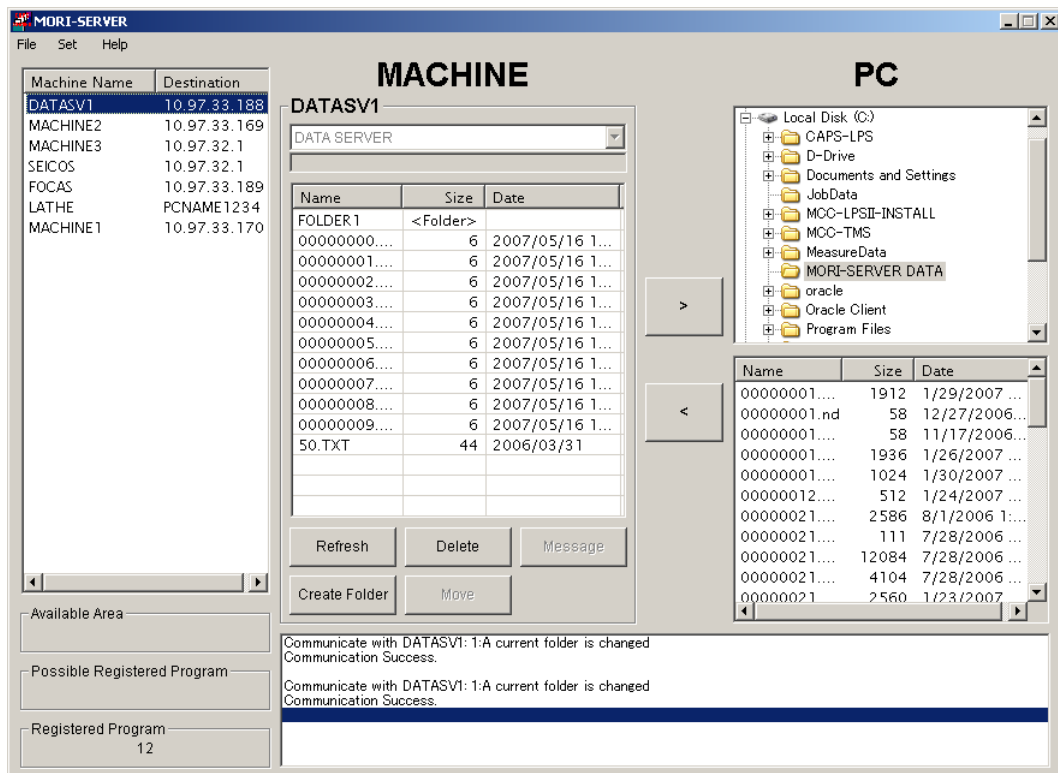 MORI-SERVER
File Set Help
MACHINE
PC
Machine Name Destination
DATASV1 10.97.33.188
MACHINE2 10.97.33.169
MACHINE3 10.97.32.1
SEICOS 10.97.32.1
FOCAS 10.97.33.189
LATHE PCNAME1234
MACHINE1 10.97.33.170
DATASV1
DATA SERVER
Name Size Date
FOLDER1 <Folder>
00000000.... 6 2007/05/16 1...
00000001.... 6 2007/05/16 1...
00000002.... 6 2007/05/16 1...
00000003.... 6 2007/05/16 1...
00000004.... 6 2007/05/16 1...
00000005.... 6 2007/05/16 1...
00000006.... 6 2007/05/16 1...
00000007.... 6 2007/05/16 1...
00000008.... 6 2007/05/16 1...
00000009.... 6 2007/05/16 1...
50.TXT 44 2006/03/31
Refresh Delete Message
Create Folder Move
>
<
Local Disk (C:)
CAPS-LPS
D-Drive
Documents and Settings
JobData
MCC-LPSII-INSTALL
MCC-TMS
MeasureData
MORI-SERVER DATA
oracle
Oracle Client
Program Files
Name Size Date
00000001.... 1912 1/29/2007 ...
00000001.nd 58 12/27/2006...
00000001.... 58 11/17/2006...
00000001.... 1936 1/26/2007 ...
00000001.... 1024 1/30/2007 ...
00000012.... 512 1/24/2007 ...
00000021.... 2586 8/1/2006 1:...
00000021.... 111 7/28/2006 ...
00000021.... 12084 7/28/2006 ...
00000021.... 4104 7/28/2006 ...
00000021 2560 1/23/2007
Available Area
Possible Registered Program
Registered Program
12
Communicate with DATASV1: 1:A current folder is changed
Communication Success.
Communicate with DATASV1: 1:A current folder is changed
Communication Success.